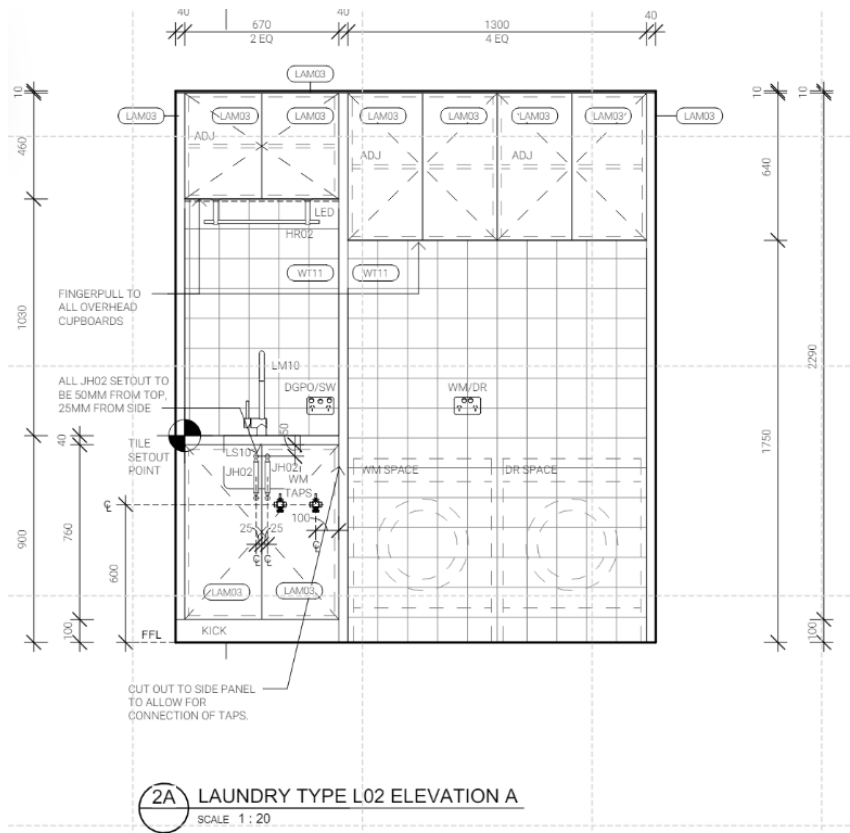 40
670
40
1300
40
2 EQ
4 EQ
LAM03
10
10
10
LAM03
LAM03
LAM03
LAM03
LAM03
LAM03
LAM03
LAM03
ADJ
460
ADJ
ADJ
640
LED
HR02
WT11
WT11
FINGERPULL TO
ALL OVERHEAD
CUPBOARDS
1030
2290
LM10
ALL JH02 SETOUT TO
BE 50MM FROM TOP,
25MM FROM SIDE
DGPO/SW
WM/DR
50
40
TILE
SETOUT
POINT
LS10
1750
JH02
JH02
WM
TAPS
WM SPACE
DR SPACE
100
25
25
900
760
600
LAM03
LAM03
100
100
FFL
KICK
CUT OUT TO SIDE PANEL
TO ALLOW FOR
CONNECTION OF TAPS.
2A
LAUNDRY TYPE L02 ELEVATION A
SCALE 1 : 20